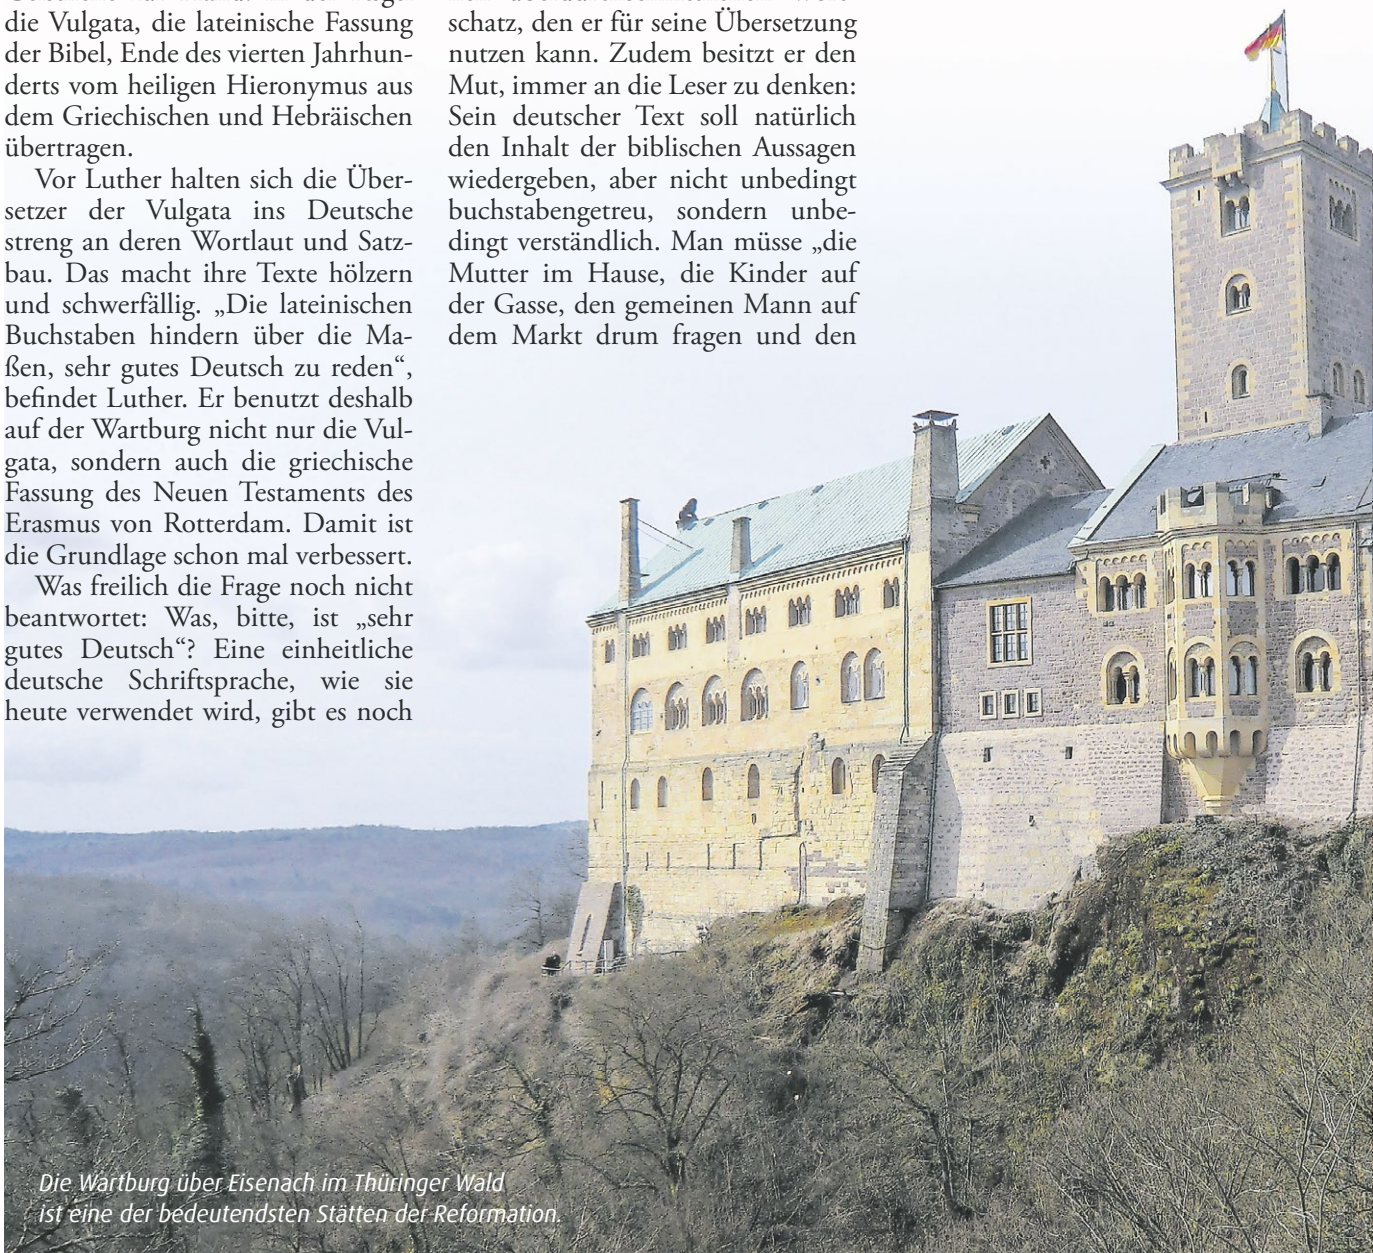 die Vulgata, die lateinische Fassung
der Bibel, Ende des vierten Jahrhun-
derts vom heiligen Hieronymus aus
dem Griechischen und Hebräischen
übertragen.
Vor Luther halten sich die Über-
setzer der Vulgata ins Deutsche
streng an deren Wortlaut und Satz-
bau. Das macht ihre Texte hölzern
und schwerfällig. „Die lateinischen
Buchstaben hindern über die Ma-
ßen, sehr gutes Deutsch zu reden“,
befindet Luther. Er benutzt deshalb
auf der Wartburg nicht nur die Vul-
gata, sondern auch die griechische
Fassung des Neuen Testaments des
Erasmus von Rotterdam. Damit ist
die Grundlage schon mal verbessert.
Was freilich die Frage noch nicht
beantwortet: Was, bitte, ist „sehr
gutes Deutsch“? Eine einheitliche
deutsche Schriftsprache, wie sie
heute verwendet wird, gibt es noch
schatz, den er für seine Übersetzung
nutzen kann. Zudem besitzt er den
Mut, immer an die Leser zu denken:
Sein deutscher Text soll natürlich
den Inhalt der biblischen Aussagen
wiedergeben, aber nicht unbedingt
buchstabengetreu, sondern unbe-
dingt verständlich. Man müsse „die
Mutter im Hause, die Kinder auf
der Gasse, den gemeinen Mann auf
dem Markt drum fragen und den
Die Wartburg über Eisenach im Thüringer Wald
ist eine der bedeutendsten Stätten der Reformation.